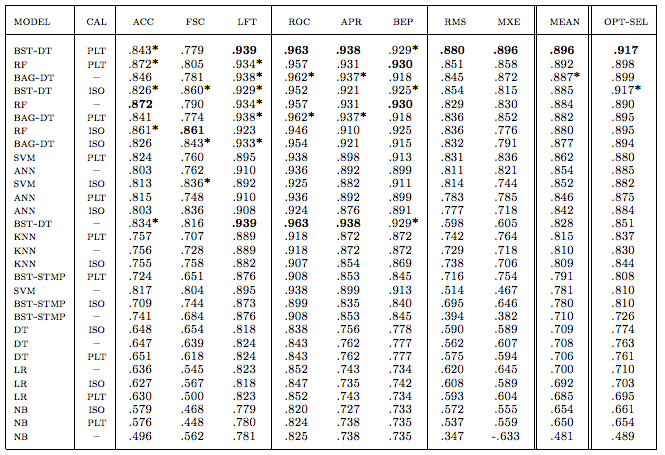 MODEL CAL ACC FSC LFT ROC APR BEP RMS MXE MEAN OPT-SEL
BST-DT PLT .843* .779 .939 .963 .938 .929* .880 .896 .896 .917
RF PLT .872* .805 .934* .957 .931 .930 .851 .858 .892 .898
BAG-DT – .846 .781 .938* .962* .937* .918 .845 .872 .887* .899
BST-DT ISO .826* .860* .929* .952 .921 .925* .854 .815 .885 .917*
RF – .872 .790 .934* .957 .931 .930 .829 .830 .884 .890
BAG-DT PLT .841 .774 .938* .962* .937* .918 .836 .852 .882 .895
RF ISO .861* .861 .923 .946 .910 .925 .836 .776 .880 .895
BAG-DT ISO .826 .843* .933* .954 .921 .915 .832 .791 .877 .894
SVM PLT .824 .760 .895 .938 .898 .913 .831 .836 .862 .880
ANN – .803 .762 .910 .936 .892 .899 .811 .821 .854 .885
SVM ISO .813 .836* .892 .925 .882 .911 .814 .744 .852 .882
ANN PLT .815 .748 .910 .936 .892 .899 .783 .785 .846 .875
ANN ISO .803 .836 .908 .924 .876 .891 .777 .718 .842 .884
BST-DT – .834* .816 .939 .963 .938 .929* .598 .605 .828 .851
KNN PLT .757 .707 .889 .918 .872 .872 .742 .764 .815 .837
KNN – .756 .728 .889 .918 .872 .872 .729 .718 .810 .830
KNN ISO .755 .758 .882 .907 .854 .869 .738 .706 .809 .844
BST-STMP PLT .724 .651 .876 .908 .853 .845 .716 .754 .791 .808
SVM – .817 .804 .895 .938 .899 .913 .514 .467 .781 .810
BST-STMP ISO .709 .744 .873 .899 .835 .840 .695 .646 .780 .810
BST-STMP – .741 .684 .876 .908 .853 .845 .394 .382 .710 .726
DT ISO .648 .654 .818 .838 .756 .778 .590 .589 .709 .774
DT – .647 .639 .824 .843 .762 .777 .562 .607 .708 .763
DT PLT .651 .618 .824 .843 .762 .777 .575 .594 .706 .761
LR – .636 .545 .823 .852 .743 .734 .620 .645 .700 .710
LR ISO .627 .567 .818 .847 .735 .742 .608 .589 .692 .703
LR PLT .630 .500 .823 .852 .743 .734 .593 .604 .685 .695
NB ISO .579 .468 .779 .820 .727 .733 .572 .555 .654 .661
NB PLT .576 .448 .780 .824 .738 .735 .537 .559 .650 .654
NB – .496 .562 .781 .825 .738 .735 .347 -.633 .481 .489